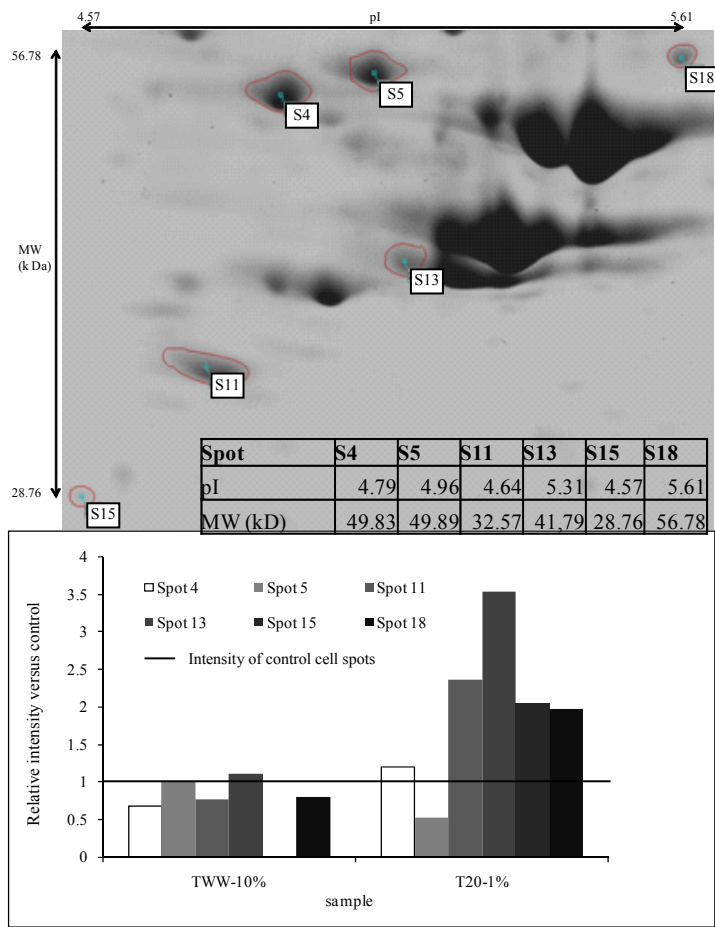 4.57 pI 5.61
56.78
S18
S5
S4
MW
(k Da)
S13
S11
28.76
S15
Spot S4 S5 S11 S13 S15 S18
pI 4.79 4.96 4.64 5.31 4.57 5.61
MW (kD) 49.83 49.89 32.57 41,79 28.76 56.78
4
3.5
3
2.5
2
1.5
1
0.5
0
Relative intensity versus control
Spot 4 Spot 5 Spot 11
Spot 13 Spot 15 Spot 18
Intensity of control cell spots
TWW-10% T20-1%
sample